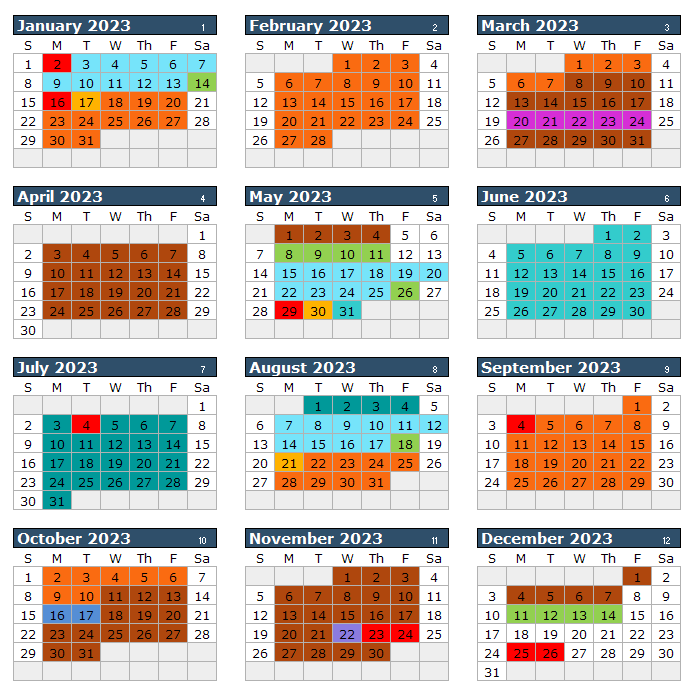 January 2023 1
S M T W Th F Sa
1 2 3 4 5 6 7
8 9 10 11 12 13 14
15 16 17 18 19 20 21
22 23 24 25 26 27 28
29 30 31
February 2023 2
S M T W Th F Sa
1 2 3 4
5 6 7 8 9 10 11
12 13 14 15 16 17 18
19 20 21 22 23 24 25
26 27 28
March 2023 3
S M T W Th F Sa
1 2 3 4
5 6 7 8 9 10 11
12 13 14 15 16 17 18
19 20 21 22 23 24 25
26 27 28 29 30 31
April 2023 4
S M T W Th F Sa
1
2 3 4 5 6 7 8
9 10 11 12 13 14 15
16 17 18 19 20 21 22
23 24 25 26 27 28 29
30
May 2023 5
S M T W Th F Sa
1 2 3 4 5 6
7 8 9 10 11 12 13
14 15 16 17 18 19 20
21 22 23 24 25 26 27
28 29 30 31
June 2023 6
S M T W Th F Sa
1 2 3
4 5 6 7 8 9 10
11 12 13 14 15 16 17
18 19 20 21 22 23 24
25 26 27 28 29 30
July 2023 7
S M T W Th F Sa
1
2 3 4 5 6 7 8
9 10 11 12 13 14 15
16 17 18 19 20 21 22
23 24 25 26 27 28 29
30 31
August 2023 8
S M T W Th F Sa
1 2 3 4 5
6 7 8 9 10 11 12
13 14 15 16 17 18 19
20 21 22 23 24 25 26
27 28 29 30 31
September 2023 9
S M T W Th F Sa
1 2
3 4 5 6 7 8 9
10 11 12 13 14 15 16
17 18 19 20 21 22 23
24 25 26 27 28 29 30
October 2023 10
S M T W Th F Sa
1 2 3 4 5 6 7
8 9 10 11 12 13 14
15 16 17 18 19 20 21
22 23 24 25 26 27 28
29 30 31
November 2023 11
S M T W Th F Sa
1 2 3 4
5 6 7 8 9 10 11
12 13 14 15 16 17 18
19 20 21 22 23 24 25
26 27 28 29 30
December 2023 12
S M T W Th F Sa
1 2
3 4 5 6 7 8 9
10 11 12 13 14 15 16
17 18 19 20 21 22 23
24 25 26 27 28 29 30
31